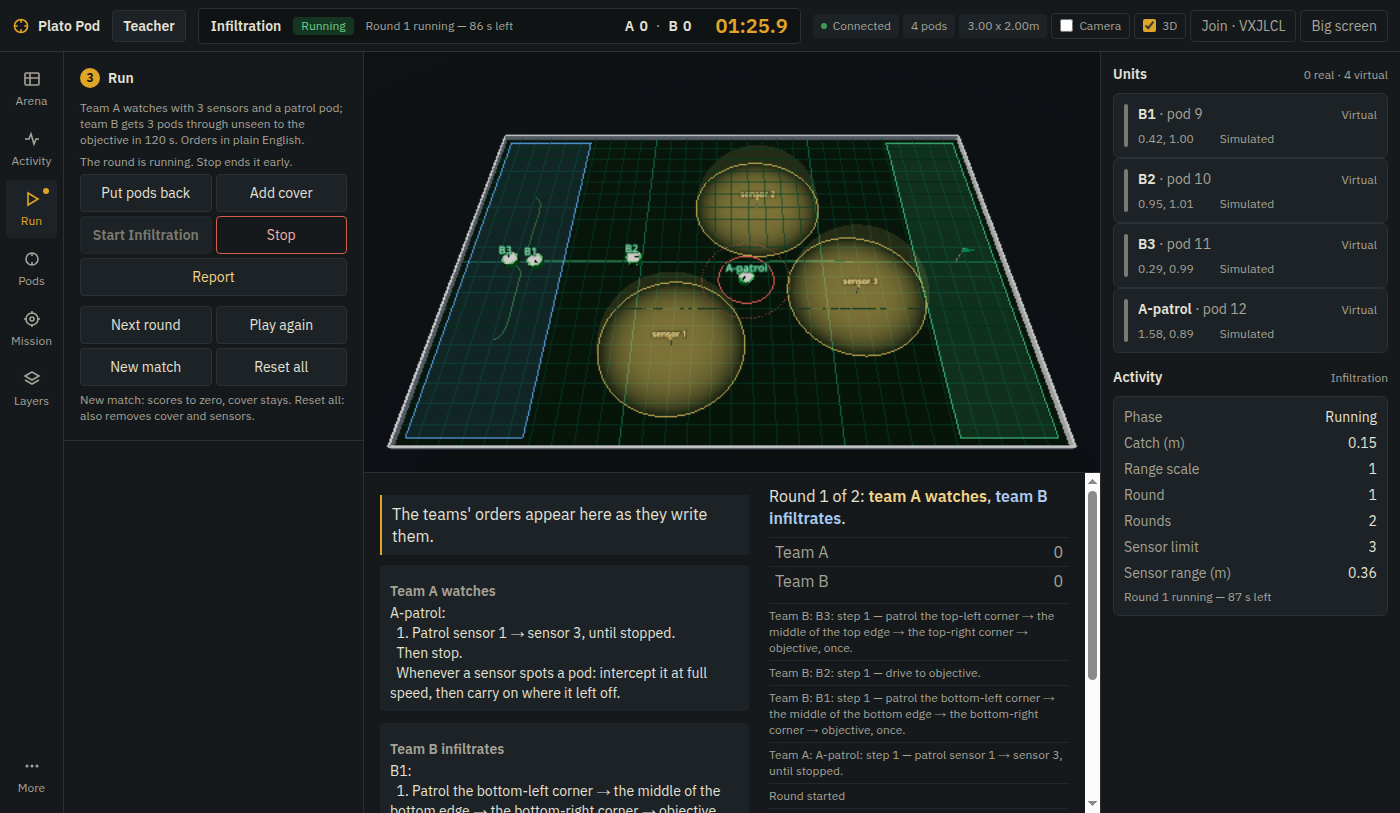 Plato Pod
Teacher
Infiltration
Running
Round 1 running — 86 s left
A 0 · B 0
01:25.9
Connected
4 pods
3.00 x 2.00m
Camera
3D
Join · VXJLCL
Big screen
Arena
Activity
Run
Pods
Mission
Layers
More
3 Run
Team A watches with 3 sensors and a patrol pod;
team B gets 3 pods through unseen to the
objective in 120 s. Orders in plain English.
The round is running. Stop ends it early.
Put pods back
Add cover
Start Infiltration
Stop
Report
Next round
Play again
New match
Reset all
New match: scores to zero, cover stays. Reset all:
also removes cover and sensors.
sensor 2
B3
B1
B2
A-patrol
sensor 3
sensor 1
The teams' orders appear here as they write
them.
Team A watches
A-patrol:
1. Patrol sensor 1 → sensor 3, until stopped.
Then stop.
Whenever a sensor spots a pod: intercept it at full
speed, then carry on where it left off.
Team B infiltrates
B1:
1. Patrol the bottom-left corner → the middle of the
bottom edge → the bottom-right corner → objective
Round 1 of 2: team A watches, team B
infiltrates.
Team A 0
Team B 0
Team B: B3: step 1 — patrol the top-left corner → the
middle of the top edge → the top-right corner →
objective, once.
Team B: B2: step 1 — drive to objective.
Team B: B1: step 1 — patrol the bottom-left corner →
the middle of the bottom edge → the bottom-right
corner → objective, once.
Team A: A-patrol: step 1 — patrol sensor 1 → sensor 3,
until stopped.
Round started
Units
0 real · 4 virtual
B1 · pod 9 Virtual
0.42, 1.00 Simulated
B2 · pod 10 Virtual
0.95, 1.01 Simulated
B3 · pod 11 Virtual
0.29, 0.99 Simulated
A-patrol · pod 12 Virtual
1.58, 0.89 Simulated
Activity
Infiltration
Phase Running
Catch (m) 0.15
Range scale 1
Round 1
Rounds 2
Sensor limit 3
Sensor range (m) 0.36
Round 1 running — 87 s left